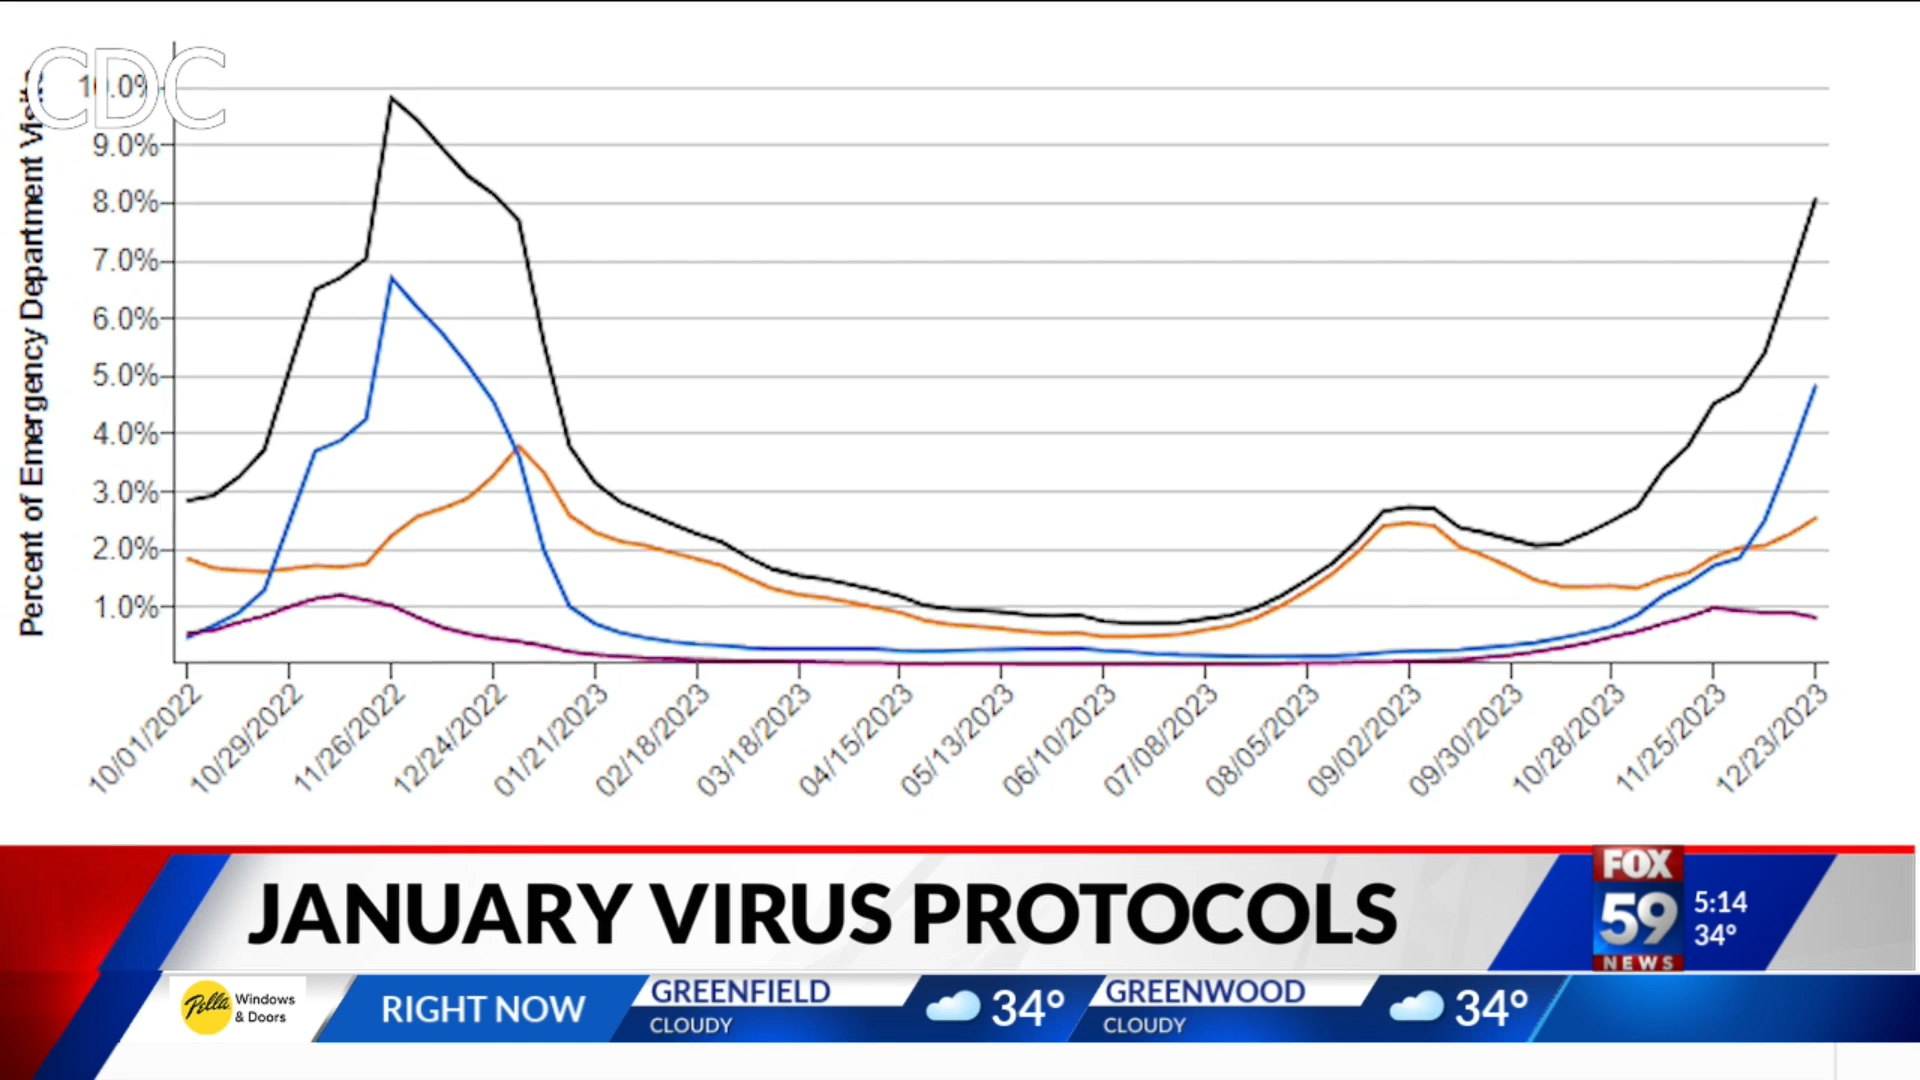 CDC
Percent of Emergency Department Visits
10.0%
9.0%
8.0%
7.0%
6.0%
5.0%
4.0%
3.0%
2.0%
1.0%
10/01/2022
10/29/2022
11/26/2022
12/24/2022
01/21/2023
02/18/2023
03/18/2023
04/15/2023
05/13/2023
06/10/2023
07/08/2023
08/05/2023
09/02/2023
09/30/2023
10/28/2023
11/25/2023
12/23/2023
JANUARY VIRUS PROTOCOLS
FOX
59
NEWS
5:14
34°
Pella
Windows
& Doors
RIGHT NOW
GREENFIELD
CLOUDY
34°
GREENWOOD
CLOUDY
34°